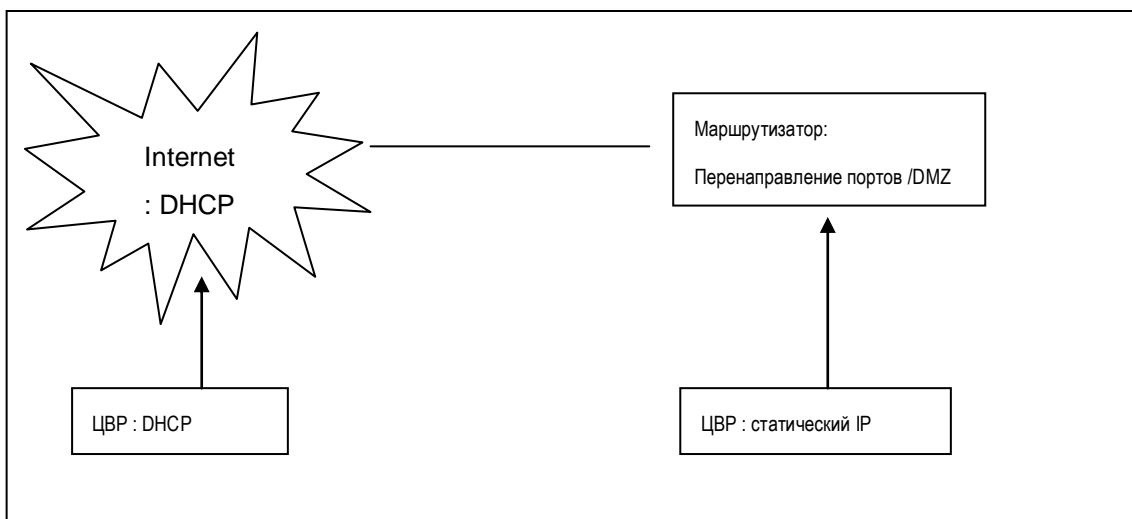 Internet
: DHCP
Маршрутизатор:
Перенаправление портов /DMZ
ЦВР : DHCP
ЦВР : статический IP